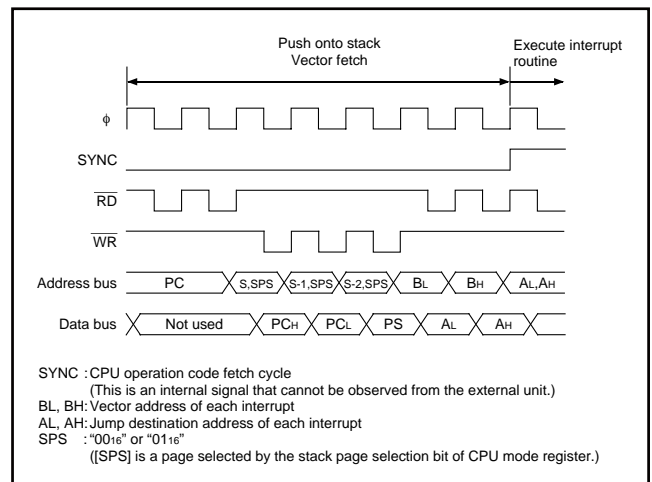 Push onto stack
Vector fetch
Execute interrupt
routine
ϕ
SYNC
RD
WR
Address bus PC S,SPS S-1,SPS S-2,SPS BL BH AL,AH
Data bus Not used PCH PCL PS AL AH
SYNC : CPU operation code fetch cycle
(This is an internal signal that cannot be observed from the external unit.)
BL, BH: Vector address of each interrupt
AL, AH: Jump destination address of each interrupt
SPS : “0016” or “0116”
([SPS] is a page selected by the stack page selection bit of CPU mode register.)